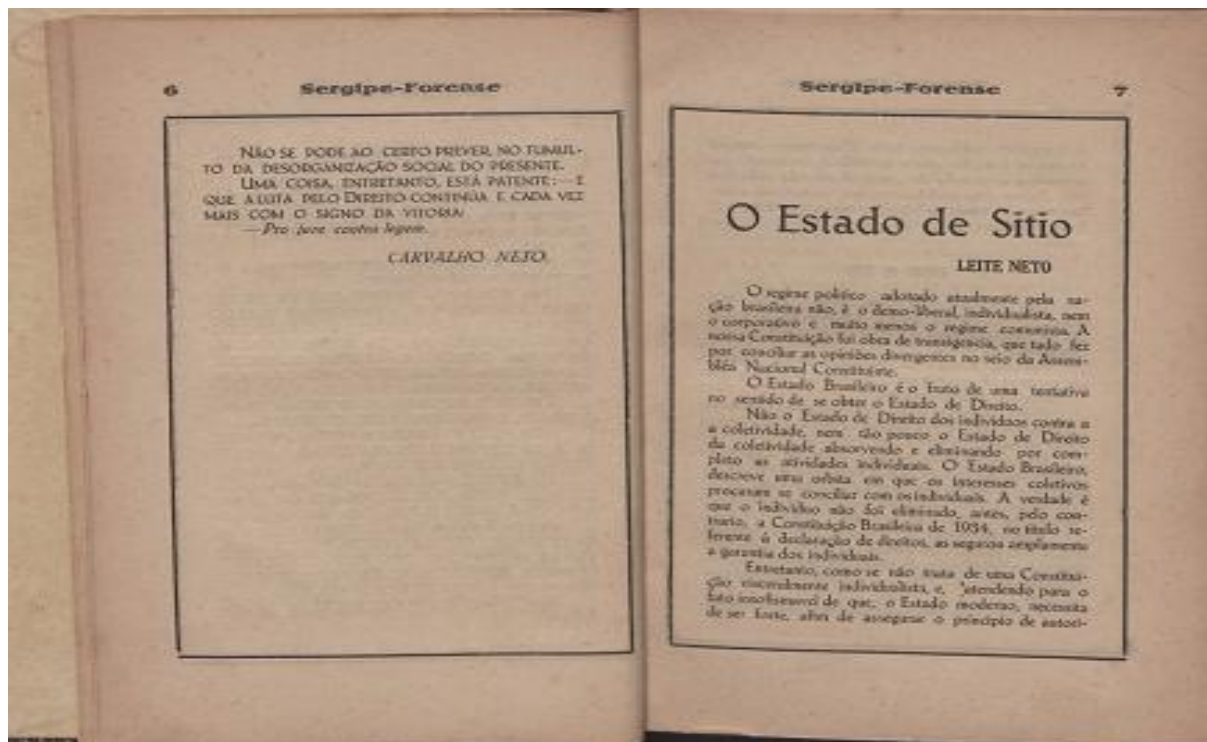 6 Sergipe-Forense
NÃO SE PODE AO CERTO PREVER, NO TUMUL-
TO DA DESORGANIZAÇÃO SOCIAL DO PRESENTE.
UMA COISA, ENTRETANTO, ESTÁ PATENTE: — É
QUE A LUTA PELO DIREITO CONTINÚA E CADA VEZ
MAIS COM O SIGNO DA VITORIA:
—Pro jure contra legem.
CARVALHO NETO.
Sergipe-Forense 7
O Estado de Sitio
LEITE NETO
O regime politico adotado atualmente pela na-
ção brasileira não, é o demo-liberal, individualista, nem
o corporativo e muito menos o regime comunista. A
nossa Constituição foi obra de transigencia, que tudo fez
por conciliar as opiniões divergentes no seio da Assem-
bléa Nacional Constituinte.
O Estado Brasileiro é o fruto de uma tentativa
no sentido de se obter o Estado de Direito.
Não o Estado de Direito dos individuos contra a
a coletividade, nem tão pouco o Estado de Direito
da coletividade absorvendo e eliminando por com-
pleto as atividades individuais. O Estado Brasileiro,
descreve uma orbita em que os interesses coletivos
procuram se conciliar com os individuais. A verdade é
que o individuo não foi eliminado, antes, pelo con-
trario, a Constituição Brasileira de 1934, no titulo re-
ferente á declaração de direitos, as segurou amplamente
a garantia dos individuais.
Entretanto, como se não trata de uma Constitui-
ção visceralmente individualista, e, atendendo para o
fato insofismavel de que, o Estado moderno, necessita
de ser forte, afim de assegurar o principio de autori-